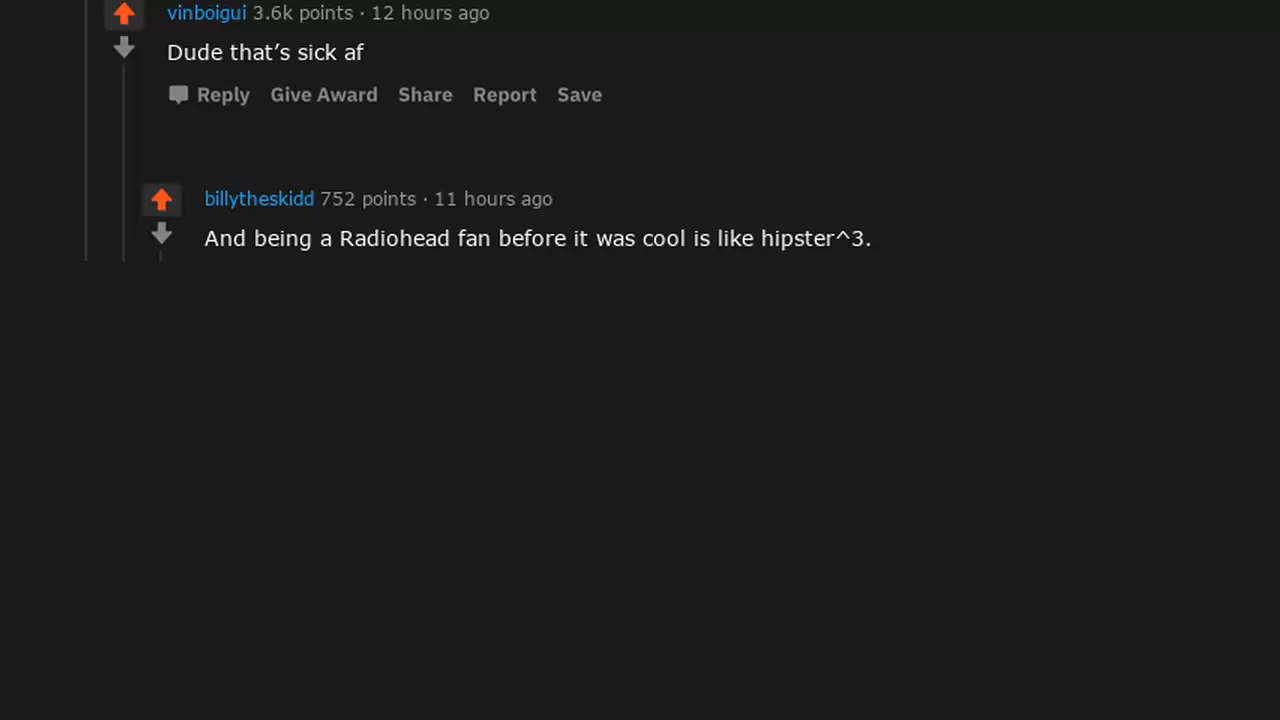 vinboigui 3.6k points · 12 hours ago
Dude that’s sick af
Reply Give Award Share Report Save
billytheskidd 752 points · 11 hours ago
And being a Radiohead fan before it was cool is like hipster^3.